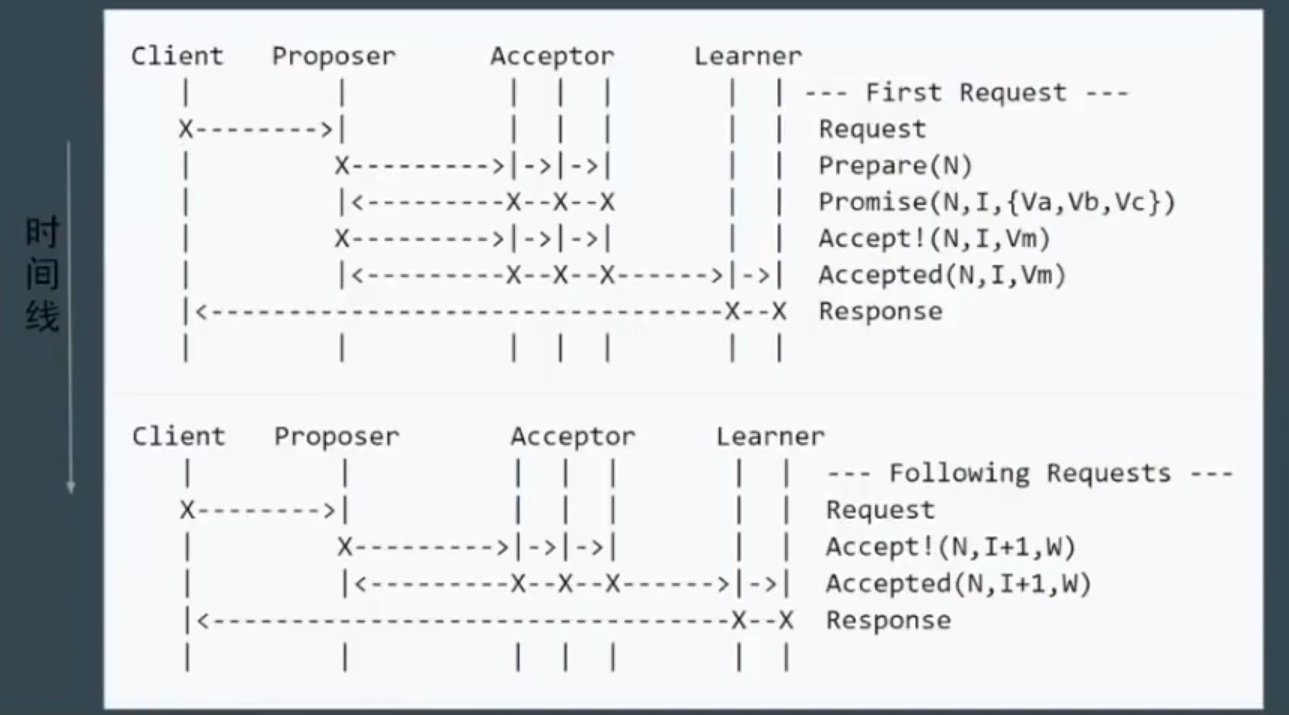 时间线
Client Proposer Acceptor Learner
| | | | | | | --- First Request ---
X-------->| | | | | | Request
| X--------->|->|->| | | Prepare(N)
| |<---------X--X--X | | Promise(N,I,{Va,Vb,Vc})
| X--------->|->|->| | | Accept!(N,I,Vm)
| |<---------X--X--X------>|->| Accepted(N,I,Vm)
|<---------------------------------X--X Response
| | | | | | |
Client Proposer Acceptor Learner
| | | | | | | --- Following Requests ---
X-------->| | | | | | Request
| X--------->|->|->| | | Accept!(N,I+1,W)
| |<---------X--X--X------>|->| Accepted(N,I+1,W)
|<---------------------------------X--X Response
| | | | | | |